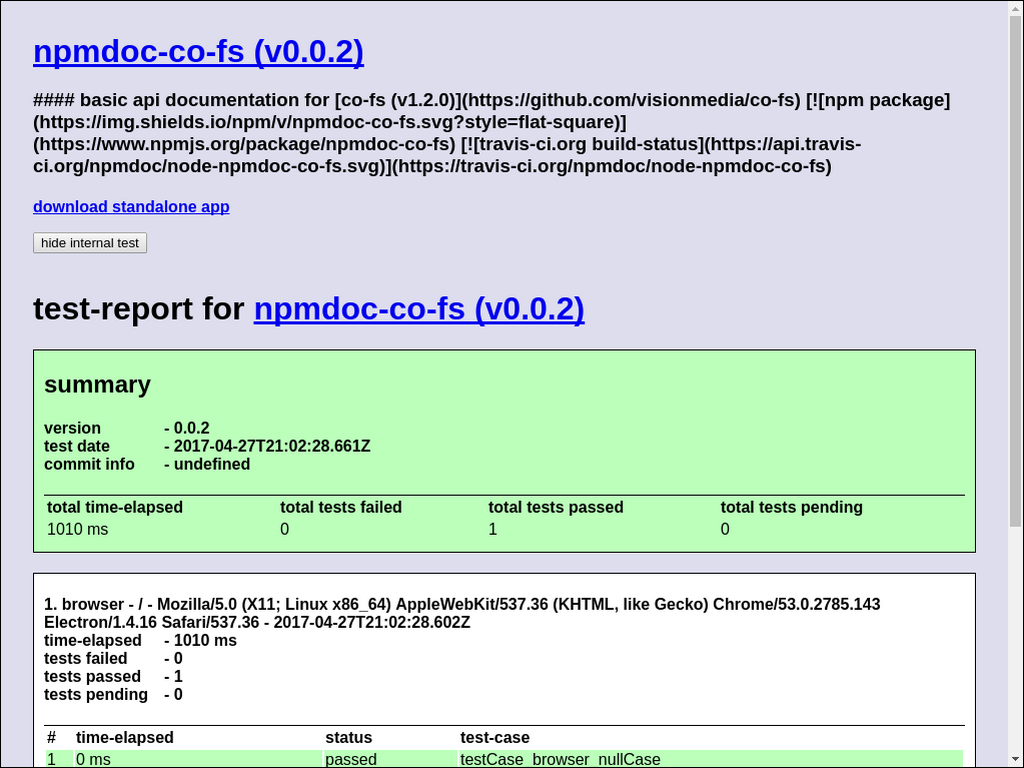 npmdoc-co-fs (v0.0.2)
#### basic api documentation for [co-fs (v1.2.0)](https://github.com/visionmedia/co-fs) [![npm package]
(https://img.shields.io/npm/v/npmdoc-co-fs.svg?style=flat-square)]
(https://www.npmjs.org/package/npmdoc-co-fs) [![travis-ci.org build-status](https://api.travis-
ci.org/npmdoc/node-npmdoc-co-fs.svg)](https://travis-ci.org/npmdoc/node-npmdoc-co-fs)
download standalone app
hide internal test
test-report for npmdoc-co-fs (v0.0.2)
summary
version - 0.0.2
test date - 2017-04-27T21:02:28.661Z
commit info - undefined
total time-elapsed total tests failed total tests passed total tests pending
1010 ms 0 1 0
1. browser - / - Mozilla/5.0 (X11; Linux x86_64) AppleWebKit/537.36 (KHTML, like Gecko) Chrome/53.0.2785.143
Electron/1.4.16 Safari/537.36 - 2017-04-27T21:02:28.602Z
time-elapsed - 1010 ms
tests failed - 0
tests passed - 1
tests pending - 0
# time-elapsed status test-case
1 0 ms passed testCase_browser_nullCase